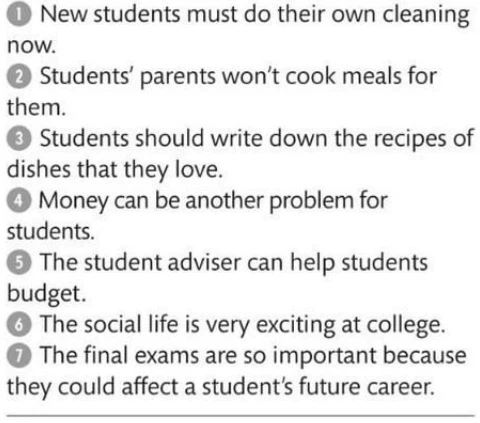 1 New students must do their own cleaning
now.
2 Students' parents won't cook meals for
them.
3 Students should write down the recipes of
dishes that they love.
4 Money can be another problem for
students.
5 The student adviser can help students
budget.
6 The social life is very exciting at college.
7 The final exams are so important because
they could affect a student's future career.